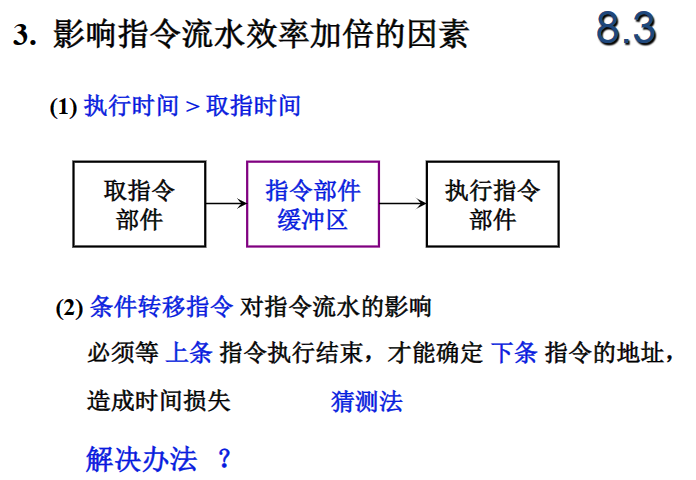 3. 影响指令流水效率加倍的因素
8.3
(1) 执行时间 > 取指时间
取指令
部件
指令部件
缓冲区
执行指令
部件
(2) 条件转移指令 对指令流水的影响
必须等 上条 指令执行结束，才能确定 下条 指令的地址，
造成时间损失 猜测法
解决办法 ？